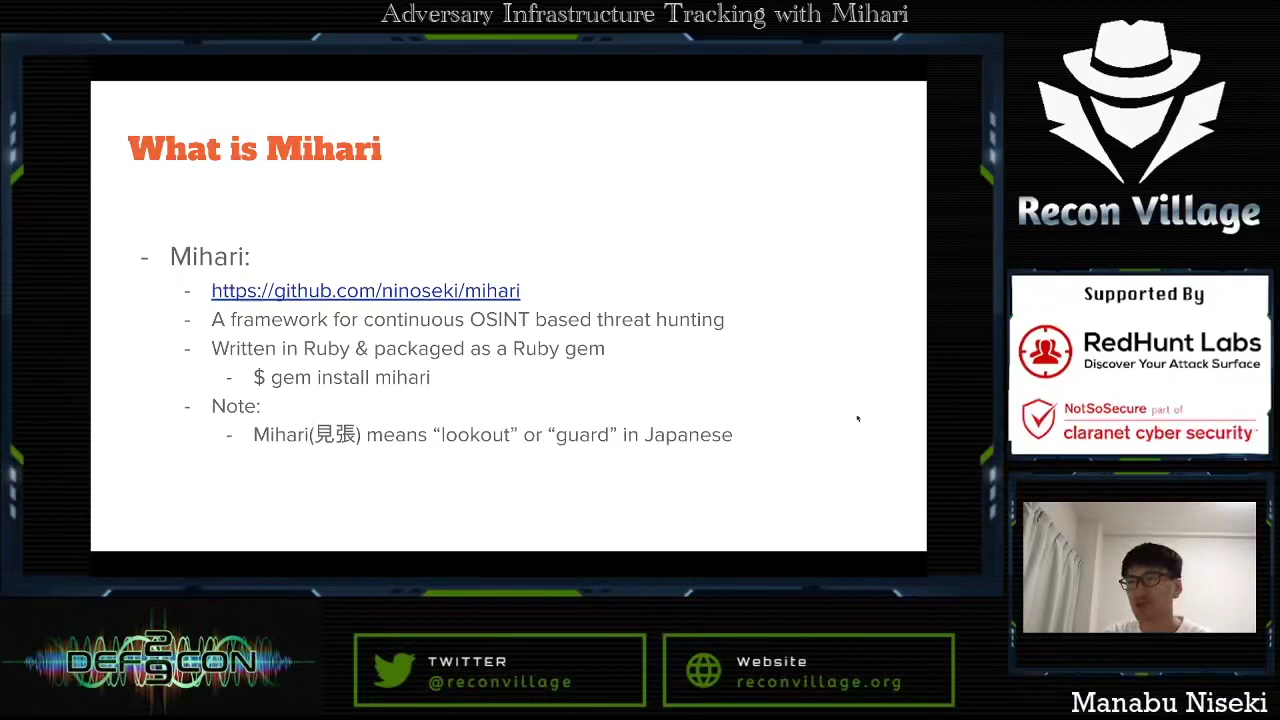 Adversary Infrastructure Tracking with Mihari
What is Mihari
- Mihari:
- https://github.com/ninoseki/mihari
- A framework for continuous OSINT based threat hunting
- Written in Ruby & packaged as a Ruby gem
- $ gem install mihari
- Note:
- Mihari(見張) means “lookout” or “guard” in Japanese
Recon Village
Supported By
RedHunt Labs
Discover Your Attack Surface
NotSoSecure part of
claranet cyber security
DEFCON
29
TWITTER
@reconvillage
Website
reconvillage.org
Manabu Niseki